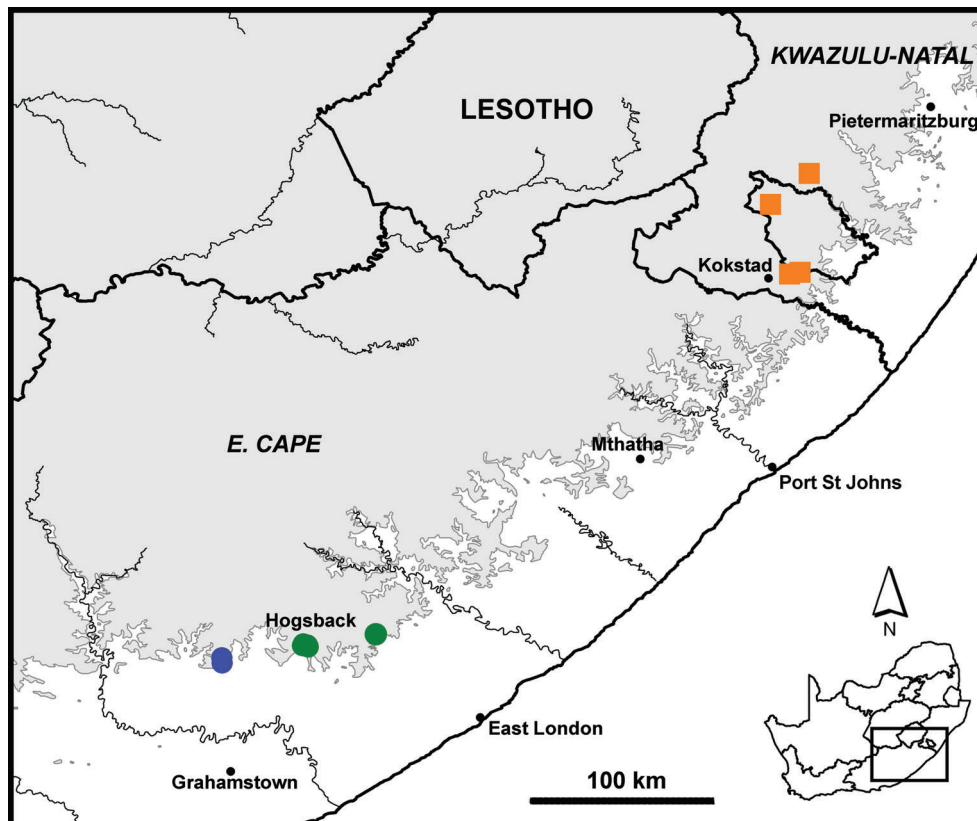 KWAZULU-NATAL
LESOTHO
Pietermaritzburg
Kokstad
E. CAPE
Mthatha
Port St Johns
Hogsback
N
East London
Grahamstown
100 km